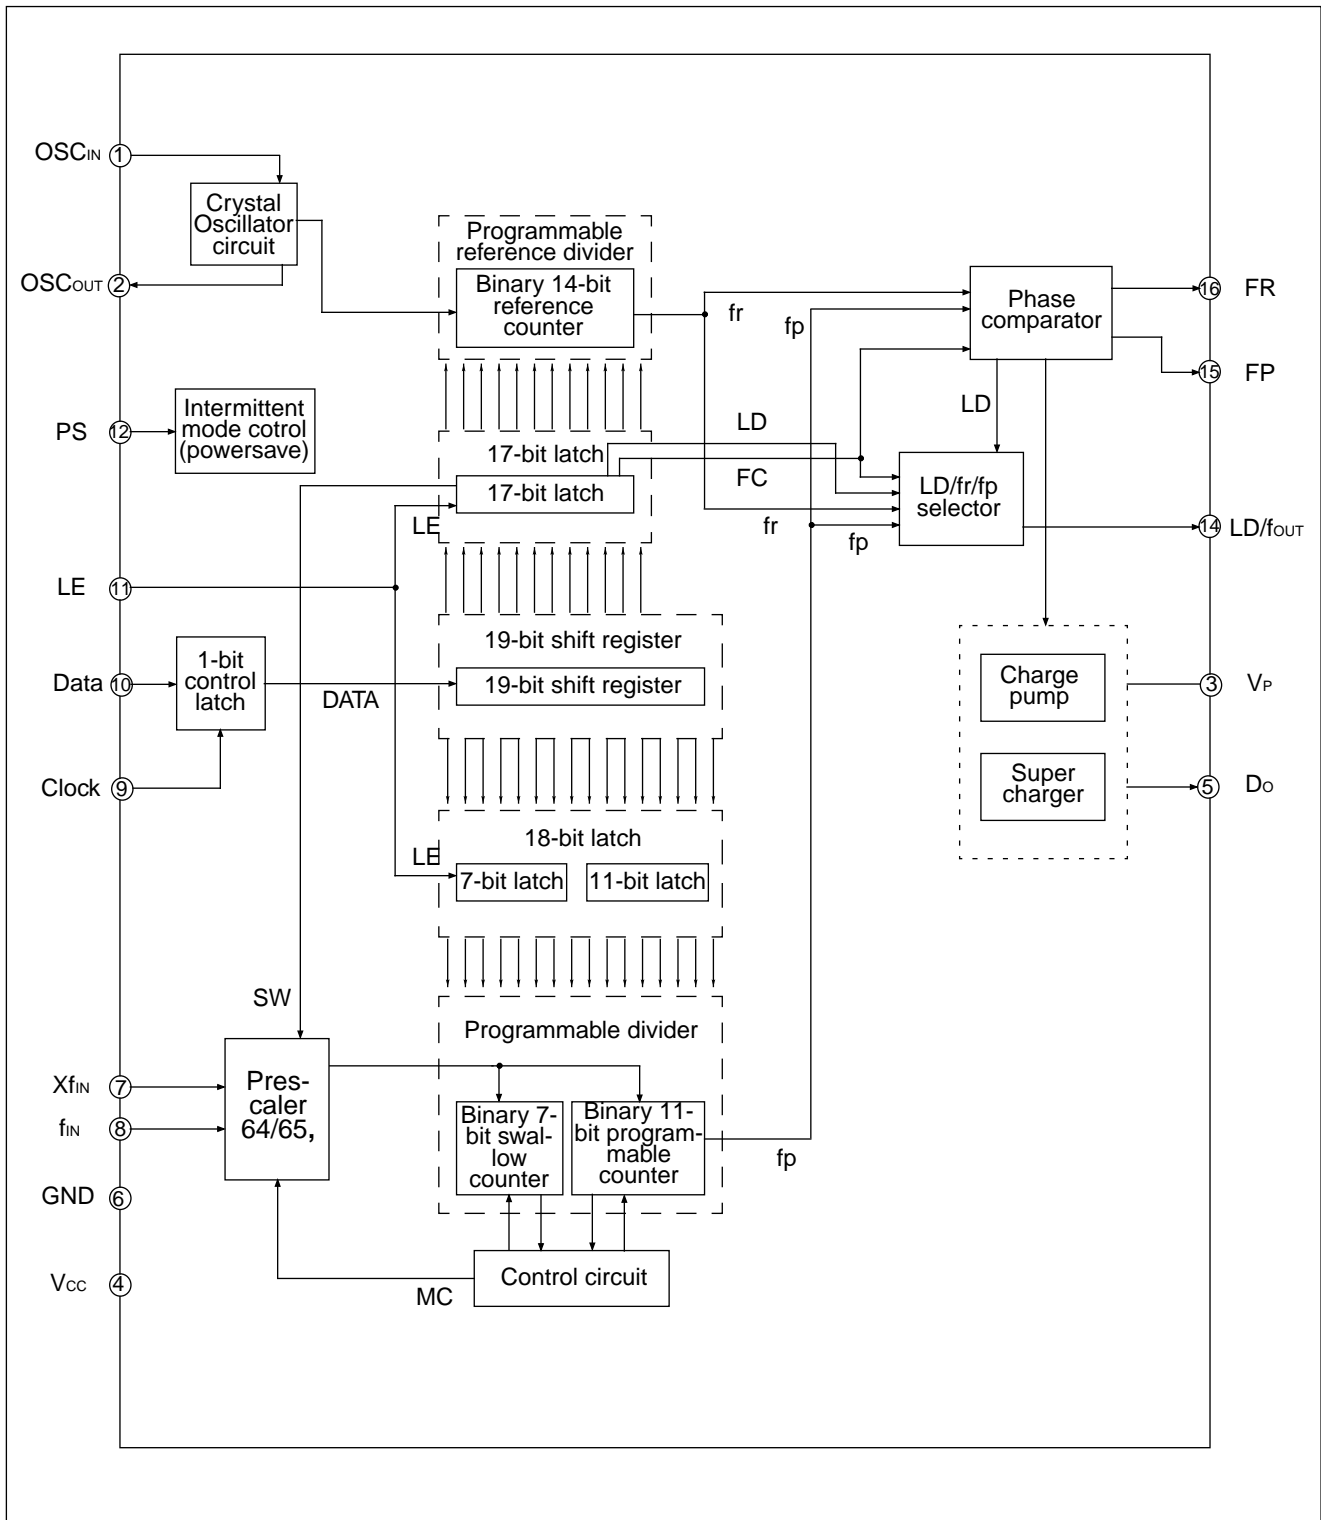 OSCIN
1
Crystal
Oscillator
circuit
OSCOUT
2
Programmable
reference divider
Binary 14-bit
reference
counter
fr
fp
Phase
comparator
16
FR
15
FP
PS
12
Intermittent
mode cotrol
(powersave)
17-bit latch
17-bit latch
LE
LD
FC
fr
fp
LD
LD/fr/fp
selector
14
LD/fOUT
LE
11
19-bit shift register
19-bit shift register
Data
10
1-bit
control
latch
DATA
Clock
9
Charge
pump
3
VP
Super
charger
5
DO
18-bit latch
LE
7-bit latch
11-bit latch
SW
Programmable divider
XfIN
7
fIN
8
Pres-
caler
64/65,
Binary 7-
bit swal-
low
counter
Binary 11-
bit program-
mable
counter
fp
GND
6
VCC
4
MC
Control circuit